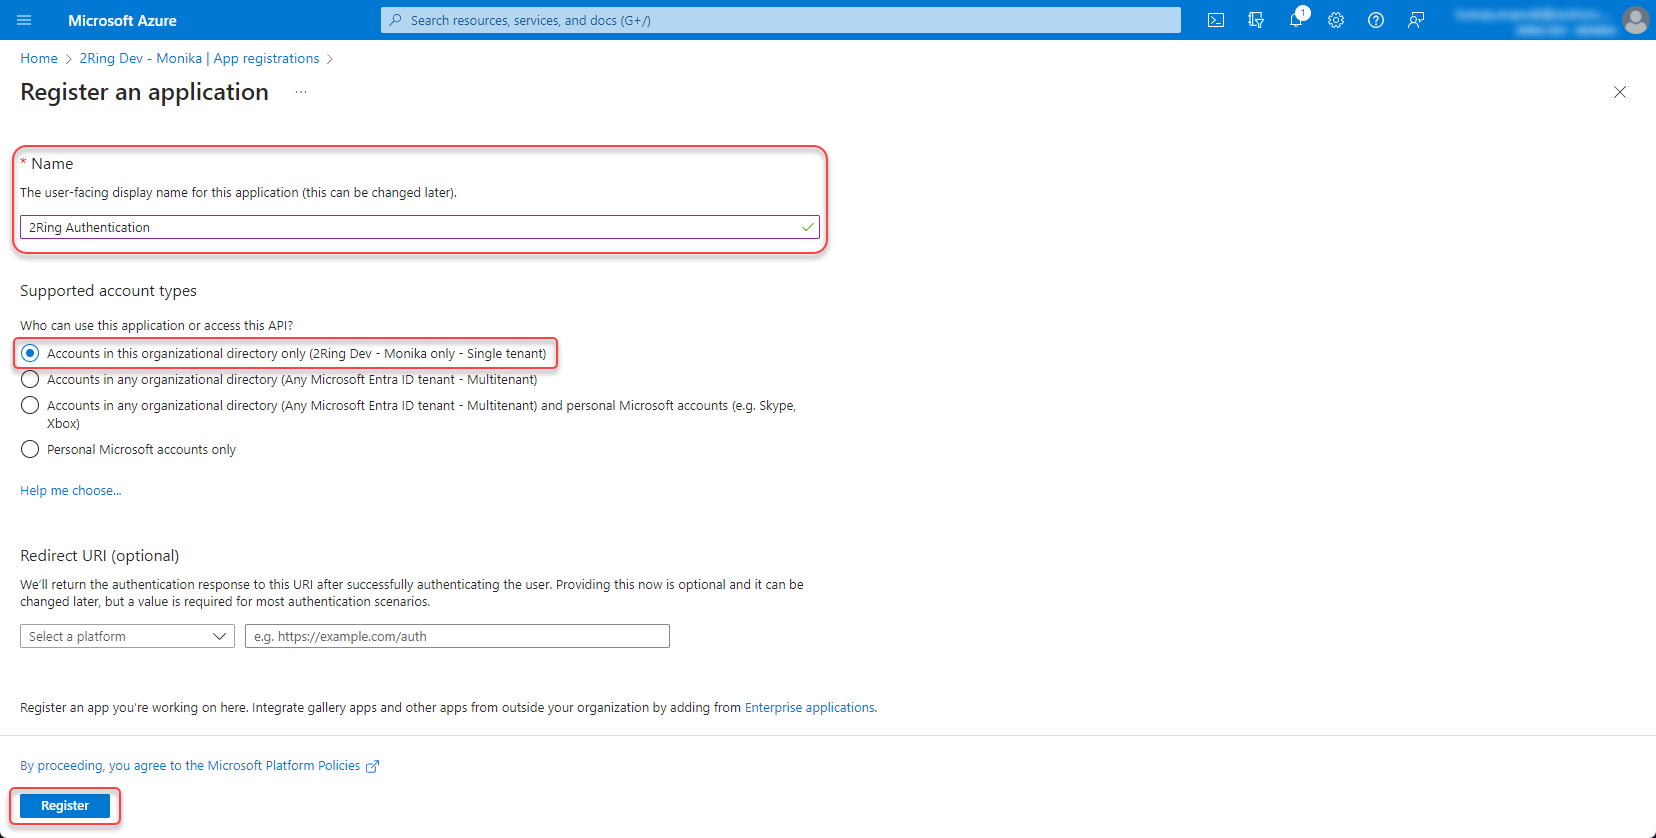 Microsoft Azure
Search resources, services, and docs (G+/)
1
Home > 2Ring Dev - Monika | App registrations >
Register an application ...
* Name
The user-facing display name for this application (this can be changed later).
2Ring Authentication
Supported account types
Who can use this application or access this API?
Accounts in this organizational directory only (2Ring Dev - Monika only - Single tenant)
Accounts in any organizational directory (Any Microsoft Entra ID tenant - Multitenant)
Accounts in any organizational directory (Any Microsoft Entra ID tenant - Multitenant) and personal Microsoft accounts (e.g. Skype,
Xbox)
Personal Microsoft accounts only
Help me choose...
Redirect URI (optional)
We'll return the authentication response to this URI after successfully authenticating the user. Providing this now is optional and it can be
changed later, but a value is required for most authentication scenarios.
Select a platform
e.g. https://example.com/auth
Register an app you're working on here. Integrate gallery apps and other apps from outside your organization by adding from Enterprise applications.
By proceeding, you agree to the Microsoft Platform Policies
Register